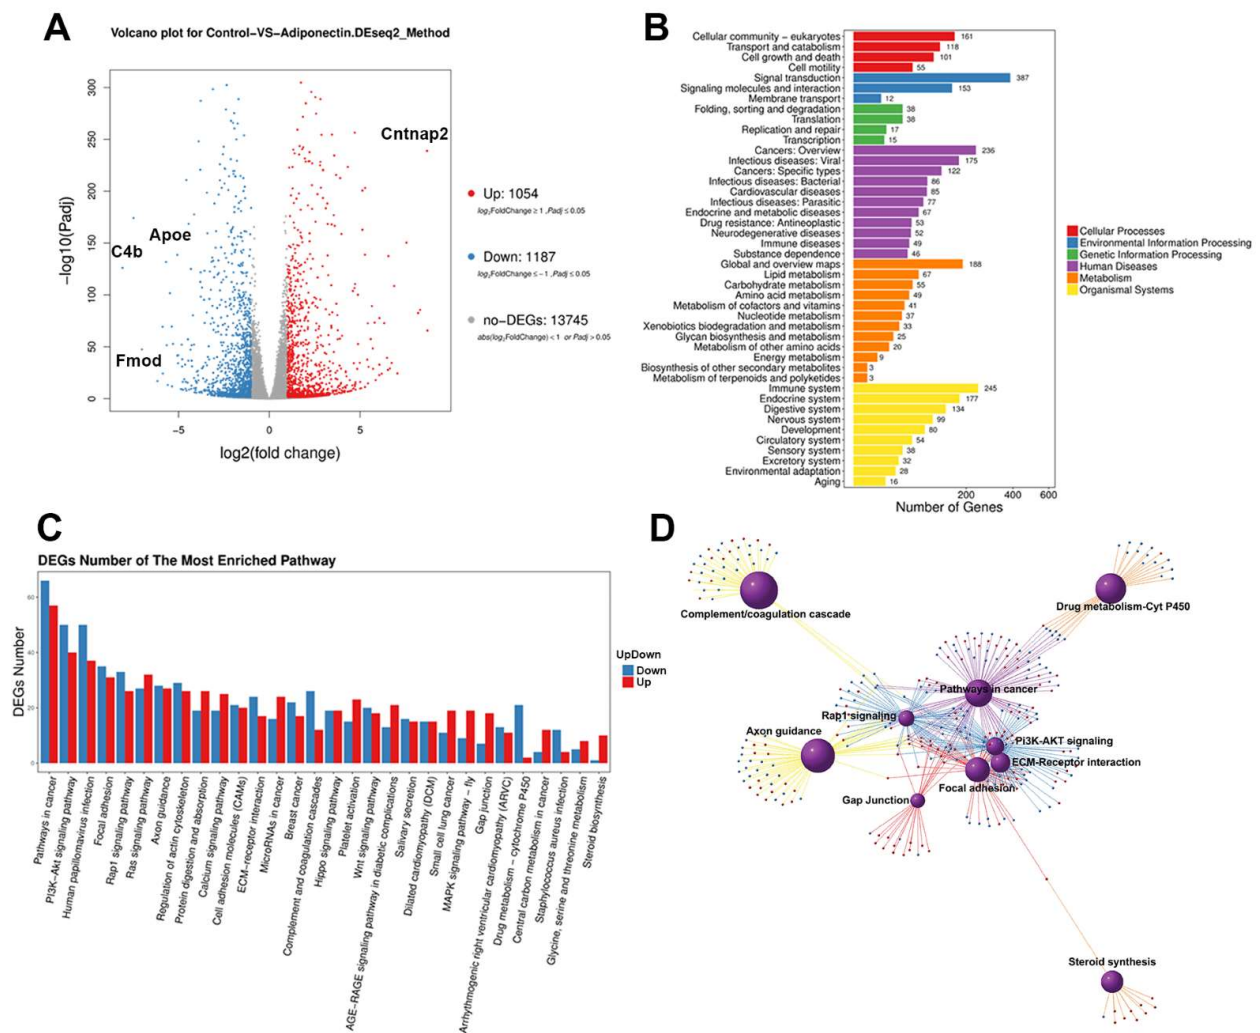 A
Volcano plot for Control−VS−Adiponectin.DEseq2_Method
300
250
200
150
100
50
0
−log10(Padj)
Cntnap2
Apoe
C4b
Fmod
−5
0
5
log2(fold change)
Up: 1054
log2FoldChange ≥ 1 ,Padj ≤ 0.05
Down: 1187
log2FoldChange ≤ −1 ,Padj ≤ 0.05
no−DEGs: 13745
abs(log2FoldChange) < 1 or Padj > 0.05
B
Cellular community − eukaryotes 161
Transport and catabolism 118
Cell growth and death 101
Cell motility 55
Signal transduction 387
Signaling molecules and interaction 153
Membrane transport 12
Folding, sorting and degradation 38
Translation 38
Replication and repair 17
Transcription 15
Cancers: Overview 236
Infectious diseases: Viral 175
Cancers: Specific types 122
Infectious diseases: Bacterial 86
Cardiovascular diseases 85
Infectious diseases: Parasitic 77
Endocrine and metabolic diseases 67
Drug resistance: Antineoplastic 53
Neurodegenerative diseases 52
Immune diseases 49
Substance dependence 46
Global and overview maps 188
Lipid metabolism 67
Carbohydrate metabolism 55
Amino acid metabolism 49
Metabolism of cofactors and vitamins 41
Nucleotide metabolism 37
Xenobiotics biodegradation and metabolism 33
Glycan biosynthesis and metabolism 25
Metabolism of other amino acids 20
Energy metabolism 9
Biosynthesis of other secondary metabolites 3
Metabolism of terpenoids and polyketides 3
Immune system 245
Endocrine system 177
Digestive system 134
Nervous system 99
Development 80
Circulatory system 54
Sensory system 38
Excretory system 32
Environmental adaptation 28
Aging 16
200 400 600
Number of Genes
Cellular Processes
Environmental Information Processing
Genetic Information Processing
Human Diseases
Metabolism
Organismal Systems
C
DEGs Number of The Most Enriched Pathway
60
40
20
0
DEGs Number
UpDown
Down
Up
Pathways in cancer
PI3K−Akt signaling pathway
Human papillomavirus infection
Focal adhesion
Rap1 signaling pathway
Ras signaling pathway
Axon guidance
Regulation of actin cytoskeleton
Protein digestion and absorption
Calcium signaling pathway
Cell adhesion molecules (CAMs)
ECM−receptor interaction
MicroRNAs in cancer
Breast cancer
Complement and coagulation cascades
Hippo signaling pathway
Platelet activation
Wnt signaling pathway
AGE−RAGE signaling pathway in diabetic complications
Salivary secretion
Dilated cardiomyopathy (DCM)
Small cell lung cancer
MAPK signaling pathway − fly
Gap junction
Arrhythmogenic right ventricular cardiomyopathy (ARVC)
Drug metabolism − cytochrome P450
Central carbon metabolism in cancer
Staphylococcus aureus infection
Glycine, serine and threonine metabolism
Steroid biosynthesis
D
Complement/coagulation cascade
Drug metabolism-Cyt P450
Pathways in cancer
Rap1 signaling
Axon guidance
Pi3K-AKT signaling
ECM-Receptor interaction
Focal adhesion
Gap Junction
Steroid synthesis